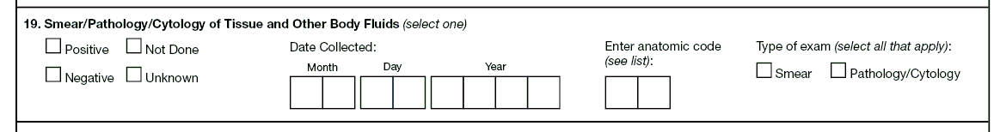 19. Smear/Pathology/Cytology of Tissue and Other Body Fluids (select one)
Positive
Not Done
Negative
Unknown
Date Collected:
Month
Day
Year
Enter anatomic code
(see list):
Type of exam (select all that apply):
Smear
Pathology/Cytology